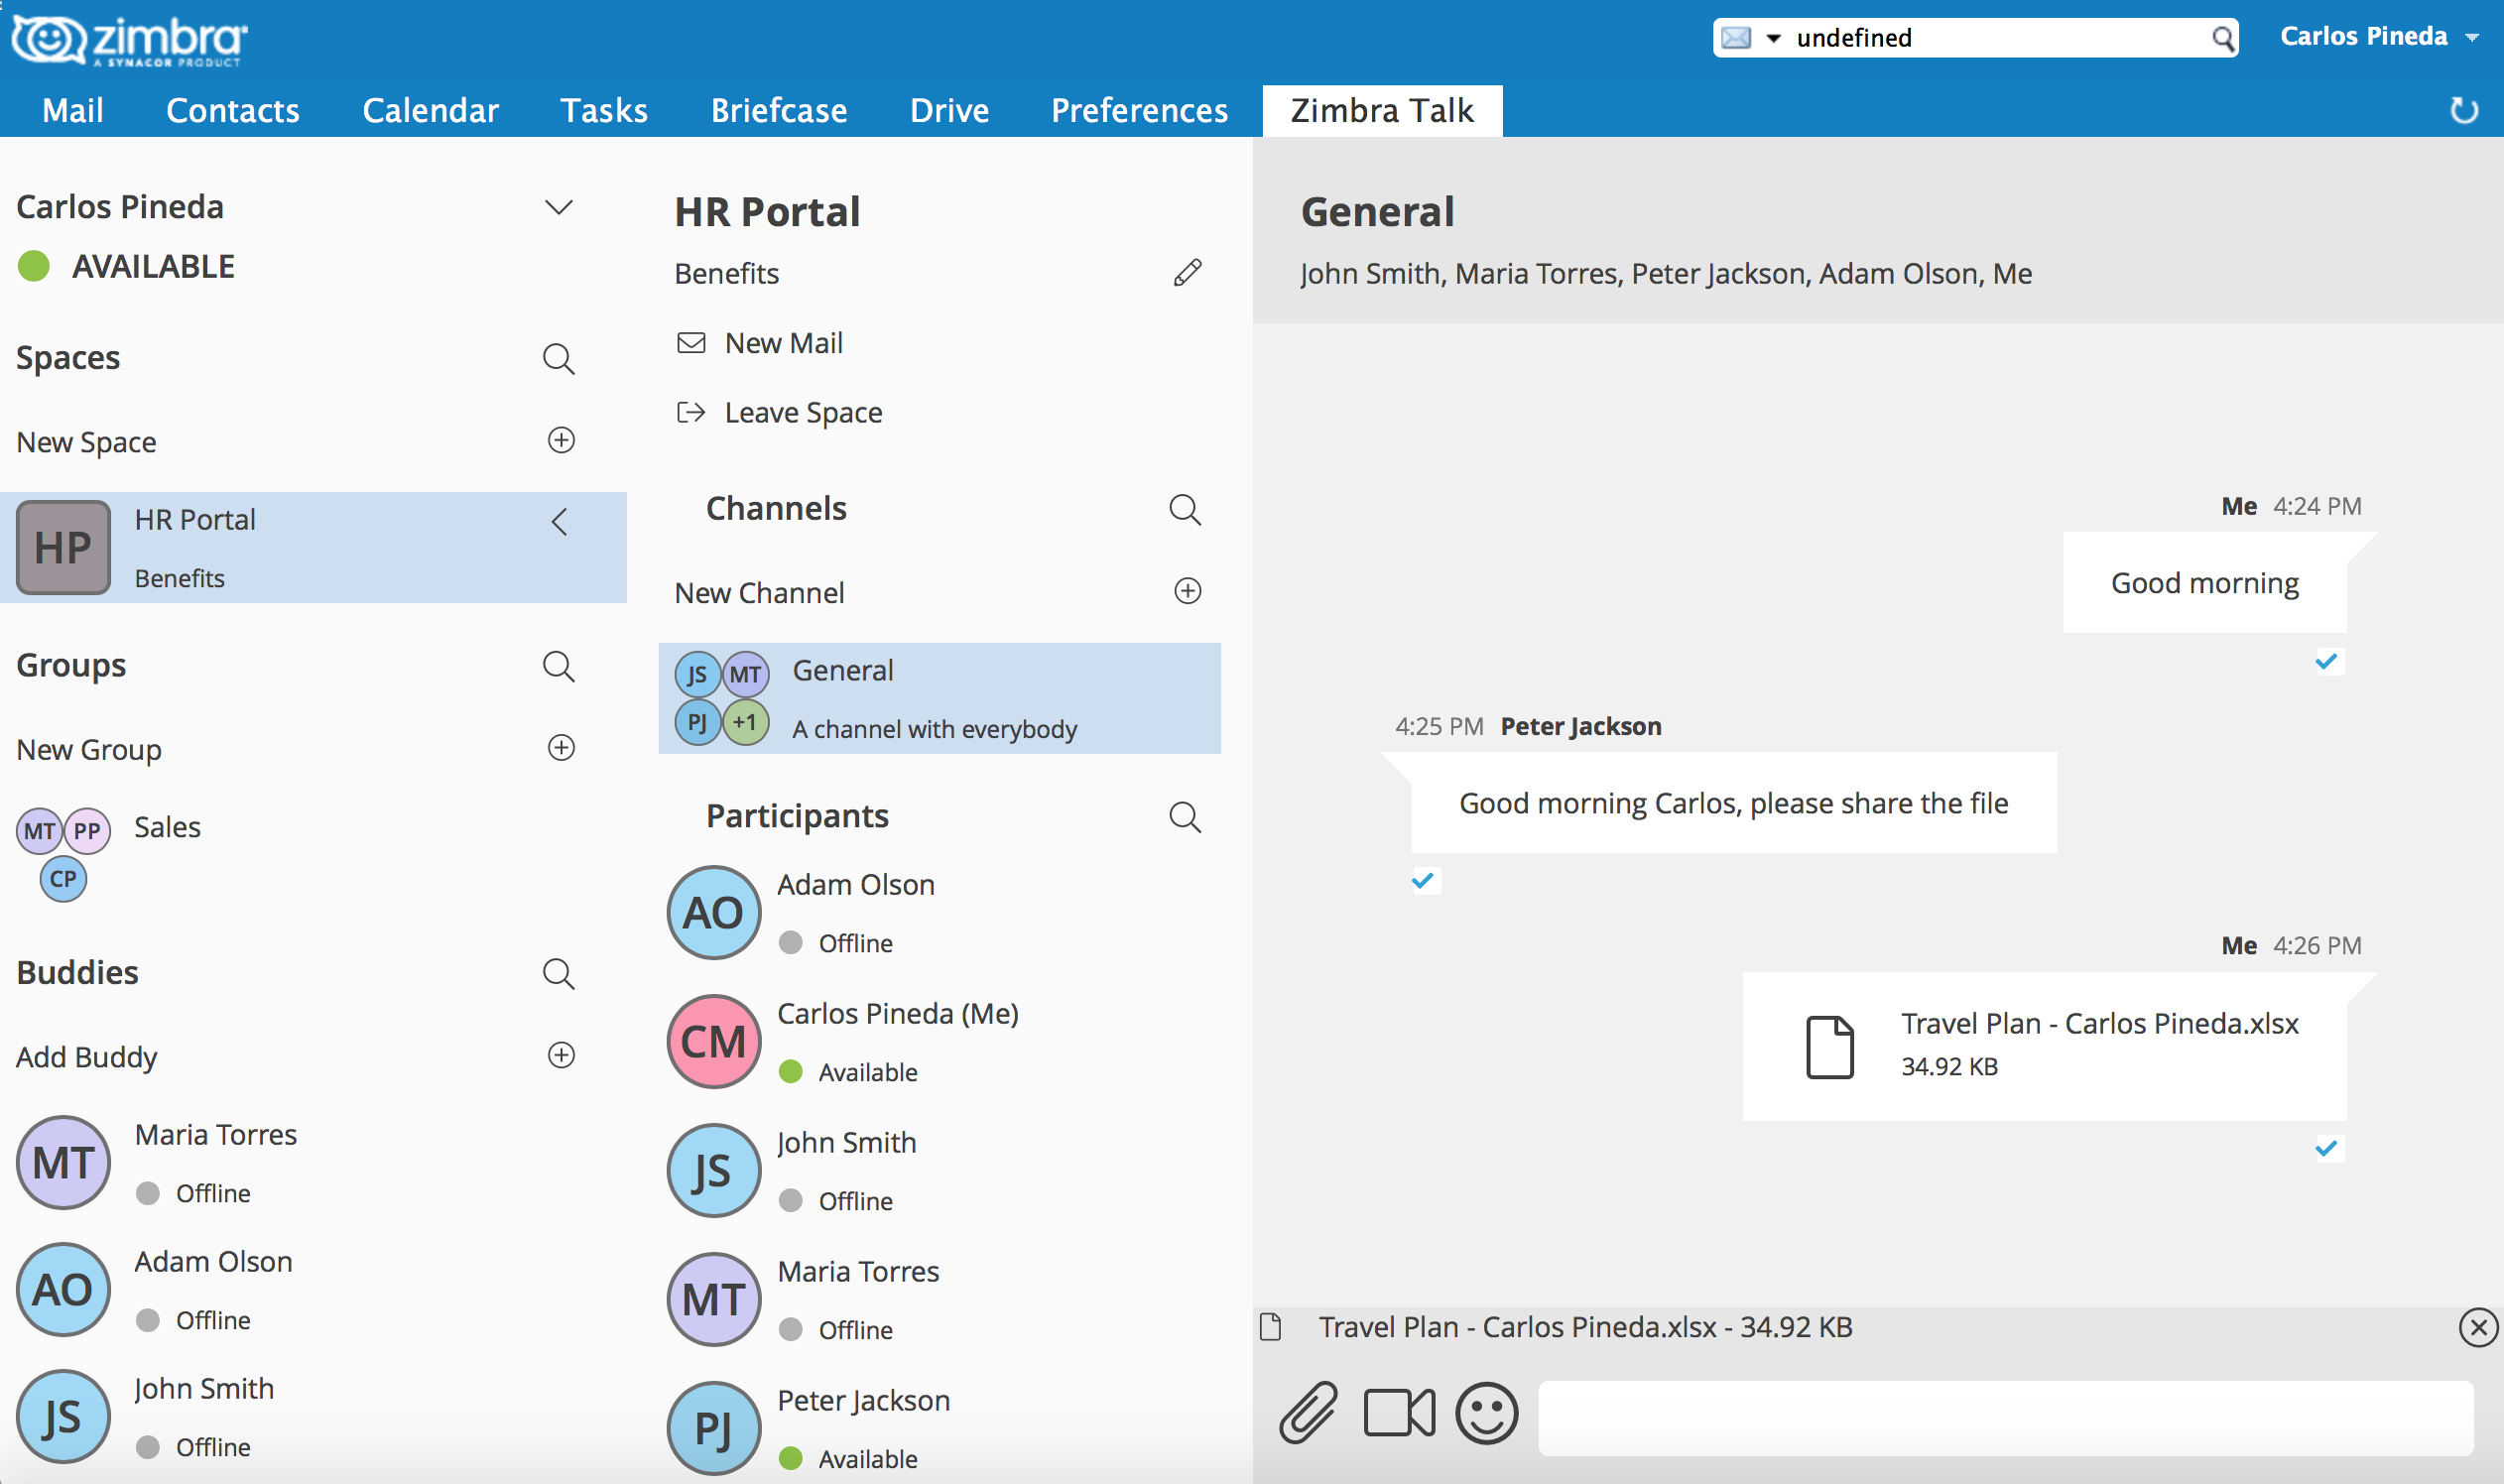 zimbra
A SYNACOR PRODUCT
undefined
Carlos Pineda
Mail Contacts Calendar Tasks Briefcase Drive Preferences Zimbra Talk
Carlos Pineda
AVAILABLE
Spaces
New Space
HP
HR Portal
Benefits
Groups
New Group
MT PP
CP
Sales
Buddies
Add Buddy
MT
Maria Torres
Offline
AO
Adam Olson
Offline
JS
John Smith
Offline
HR Portal
Benefits
New Mail
Leave Space
Channels
New Channel
JS MT
PJ +1
General
A channel with everybody
Participants
AO
Adam Olson
Offline
CM
Carlos Pineda (Me)
Available
JS
John Smith
Offline
MT
Maria Torres
Offline
PJ
Peter Jackson
Available
General
John Smith, Maria Torres, Peter Jackson, Adam Olson, Me
Me 4:24 PM
Good morning
4:25 PM Peter Jackson
Good morning Carlos, please share the file
Me 4:26 PM
Travel Plan - Carlos Pineda.xlsx
34.92 KB
Travel Plan - Carlos Pineda.xlsx - 34.92 KB